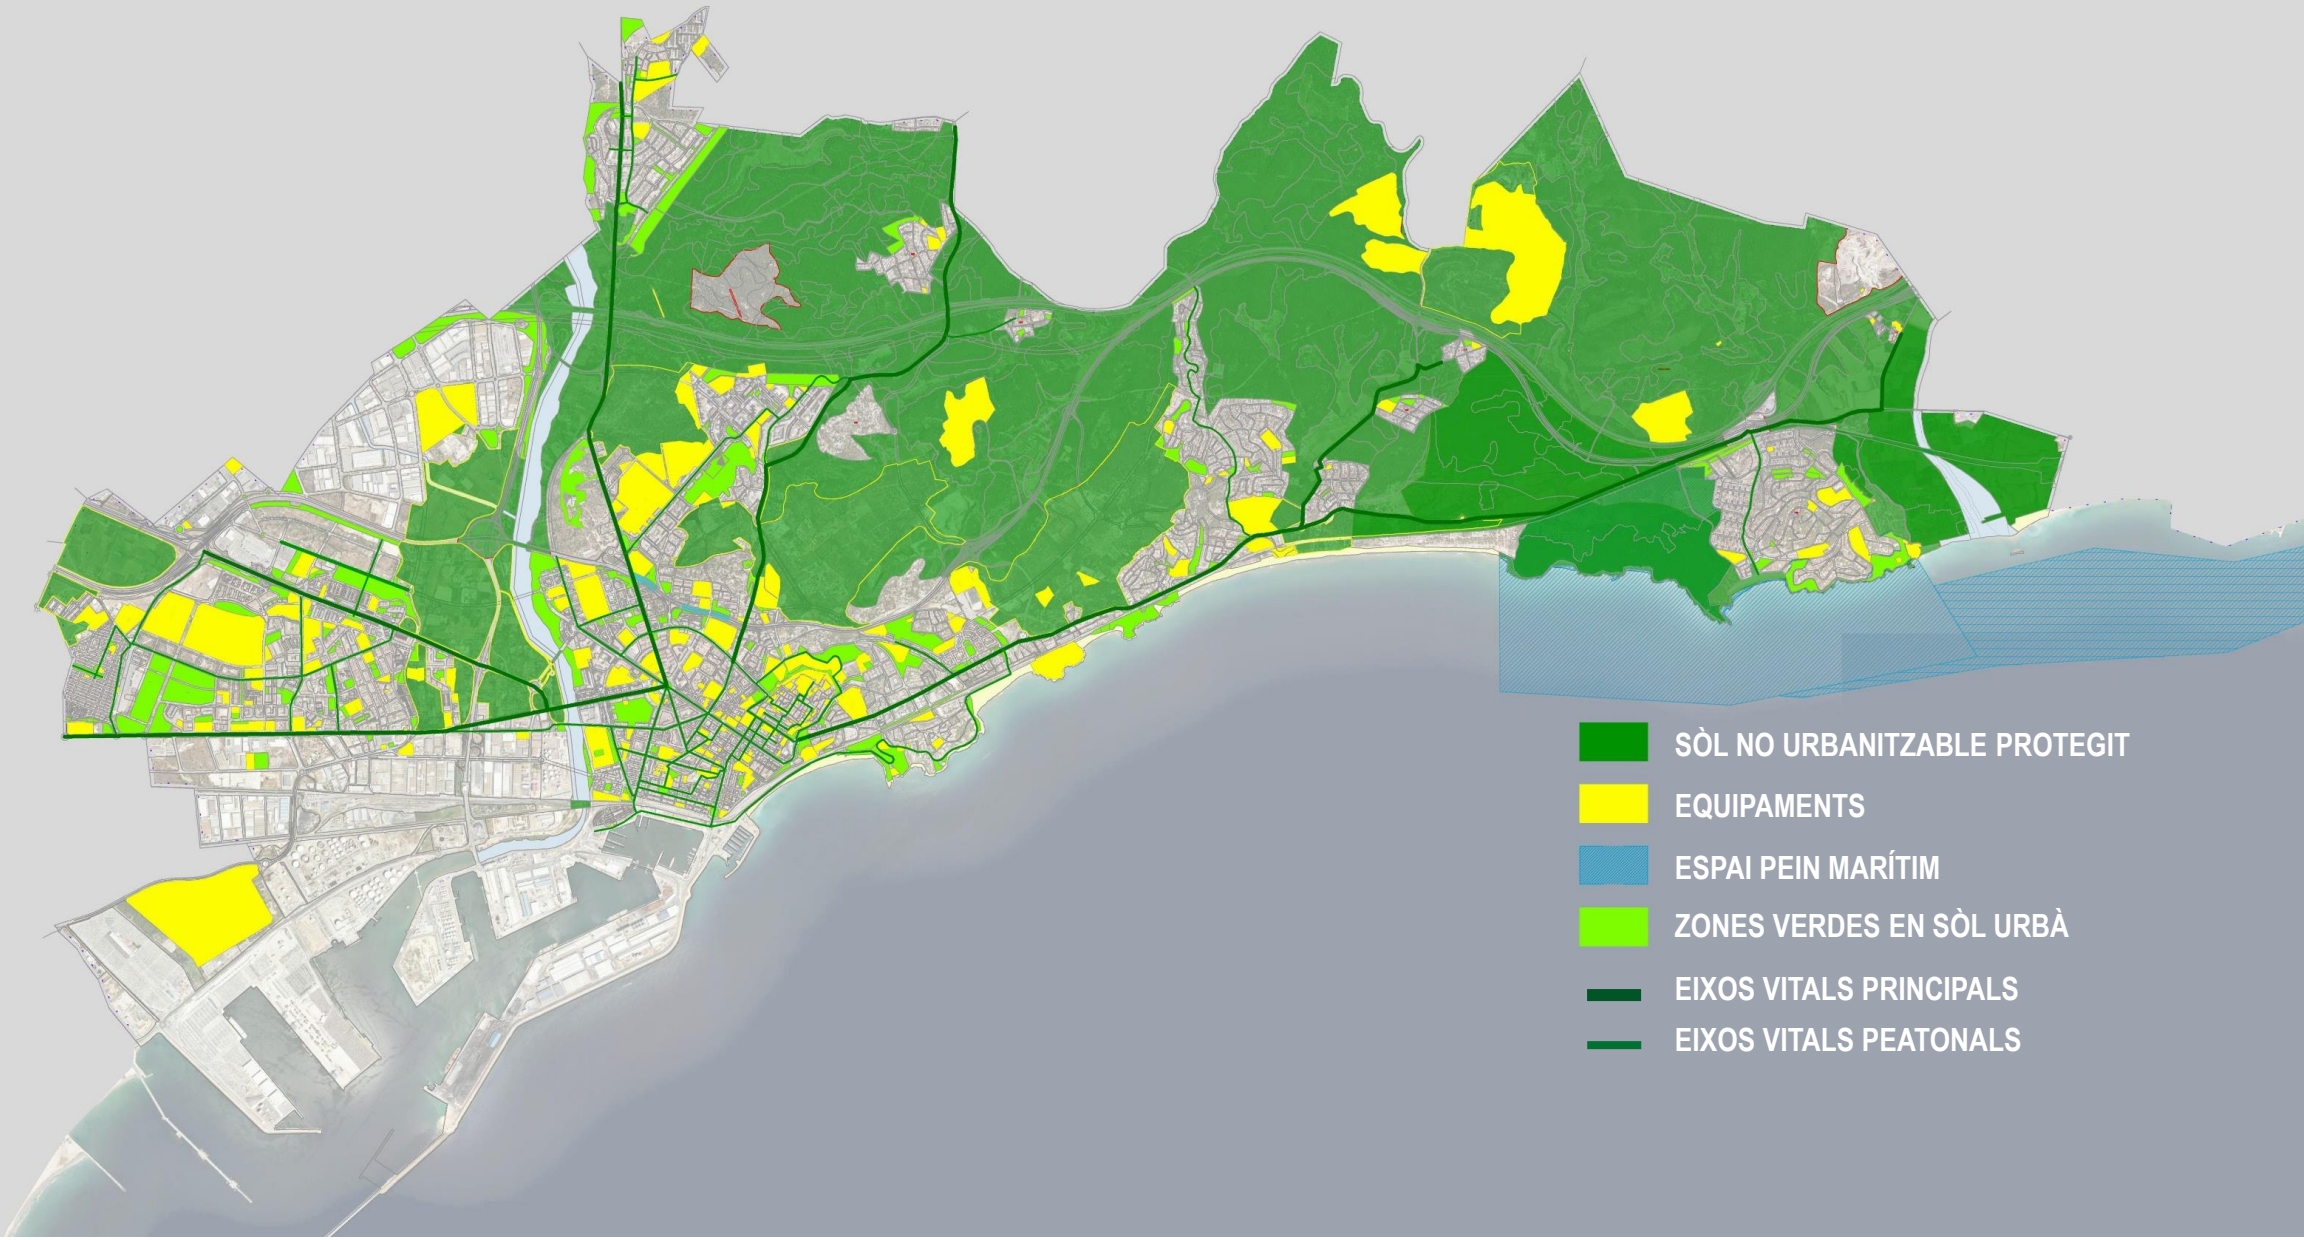 SÒL NO URBANITZABLE PROTEGIT
EQUIPAMENTS
ESPAI PEIN MARÍTIM
ZONES VERDES EN SÒL URBÀ
EIXOS VITALS PRINCIPALS
EIXOS VITALS PEATONALS